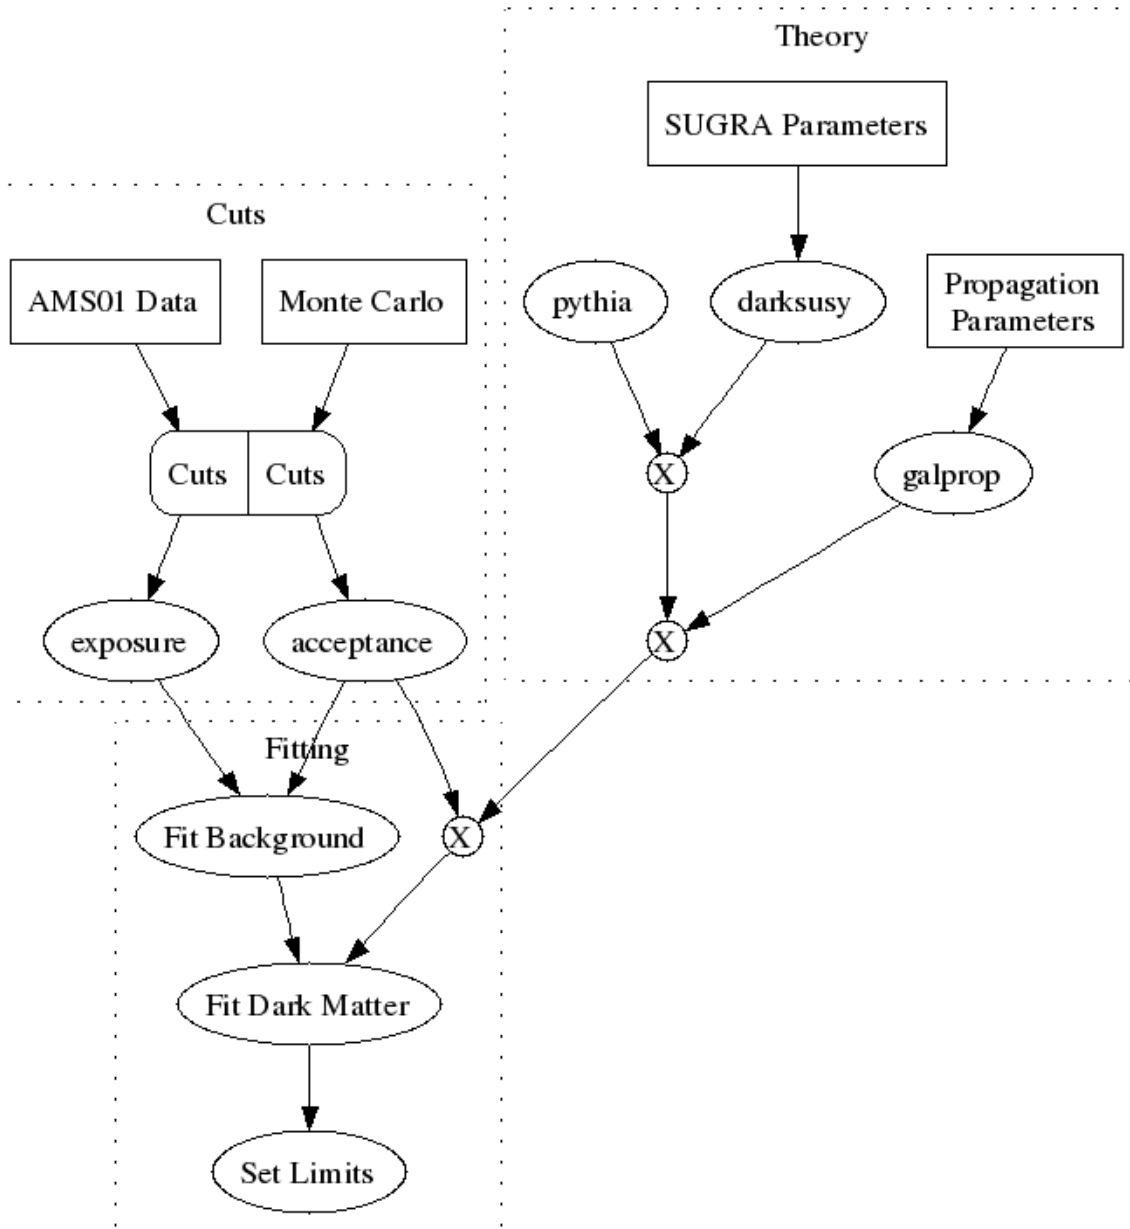 Theory
SUGRA Parameters
Cuts
AMS01 Data
Monte Carlo
pythia
darksusy
Propagation
Parameters
Cuts
Cuts
X
galprop
exposure
acceptance
X
Fitting
Fit Background
X
Fit Dark Matter
Set Limits